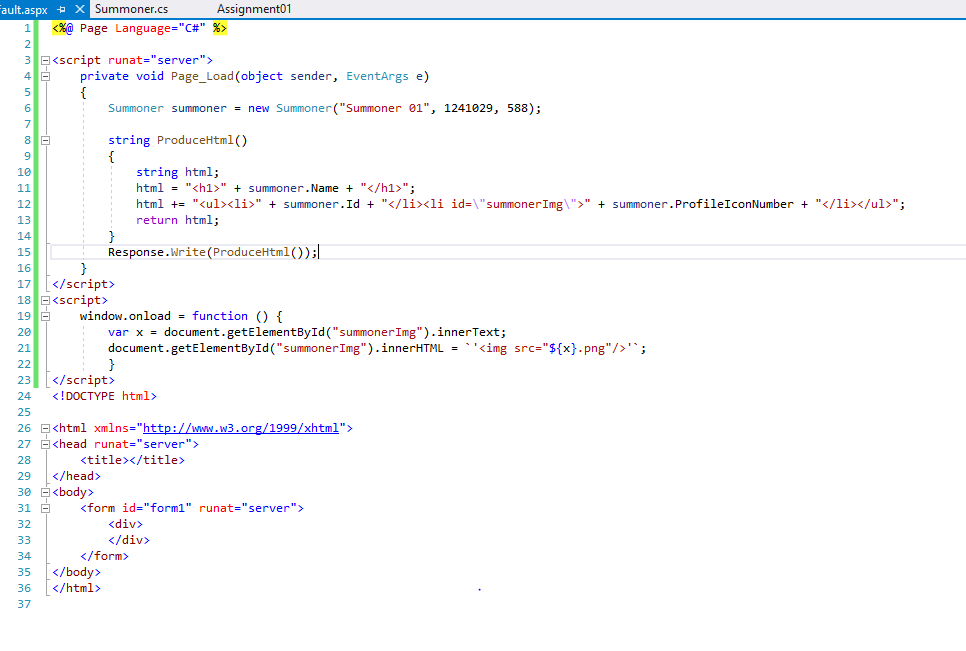 fault.aspx Summoner.cs Assignment01
1 <%@ Page Language="C#" %>
2
3 <script runat="server">
4     private void Page_Load(object sender, EventArgs e)
5     {
6         Summoner summoner = new Summoner("Summoner 01", 1241029, 588);
7
8         string ProduceHtml()
9         {
10             string html;
11             html = "<h1>" + summoner.Name + "</h1>";
12             html += "<ul><li>" + summoner.Id + "</li><li id=\"summonerImg\">" + summoner.ProfileIconNumber + "</li></ul>";
13             return html;
14         }
15         Response.Write(ProduceHtml());
16     }
17 </script>
18 <script>
19     window.onload = function () {
20         var x = document.getElementById("summonerImg").innerText;
21         document.getElementById("summonerImg").innerHTML = `'<img src="${x}.png"/>'`;
22         }
23 </script>
24 <!DOCTYPE html>
25
26 <html xmlns="http://www.w3.org/1999/xhtml">
27 <head runat="server">
28     <title></title>
29 </head>
30 <body>
31     <form id="form1" runat="server">
32         <div>
33         </div>
34     </form>
35 </body>
36 </html>
37